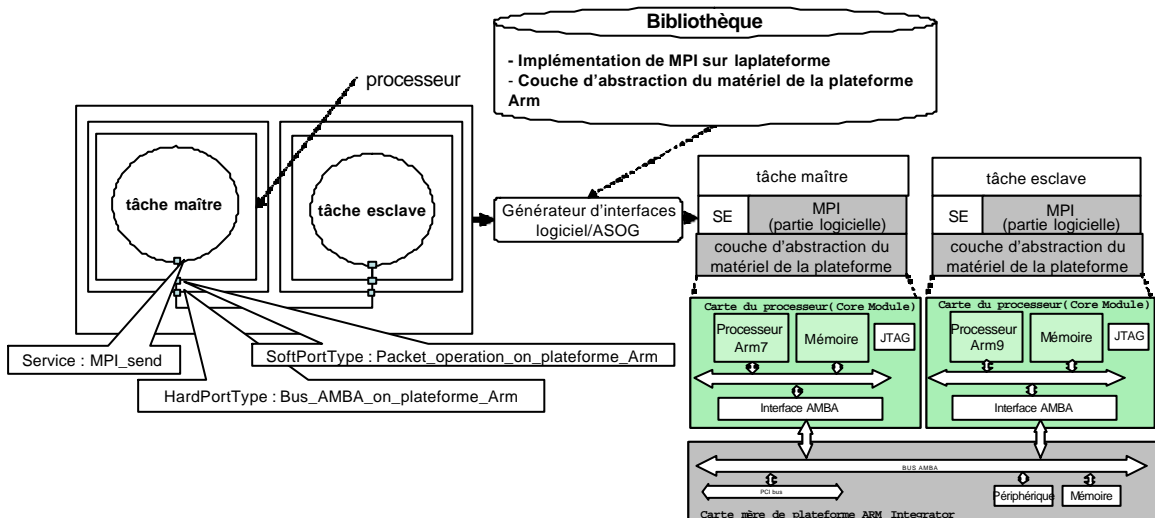 Bibliothèque
- Implémentation de MPI sur laplateforme
- Couche d'abstraction du matériel de la plateforme
Arm
processeur
tâche maître
tâche esclave
Générateur d'interfaces
logiciel/ASOG
Service : MPI_send
SoftPortType : Packet_operation_on_plateforme_Arm
HardPortType : Bus_AMBA_on_plateforme_Arm
tâche maître
SE
MPI
(partie logicielle)
couche d'abstraction du
matériel de la plateforme
tâche esclave
SE
MPI
(partie logicielle)
couche d'abstraction du
matériel de la plateforme
Carte du processeur(Core Module)
Processeur
Arm7
Mémoire
JTAG
Interface AMBA
Carte du processeur(Core Module)
Processeur
Arm9
Mémoire
JTAG
Interface AMBA
BUS AMBA
PCI bus
Périphérique
Mémoire
Carte mère de plateforme ARM Integrator